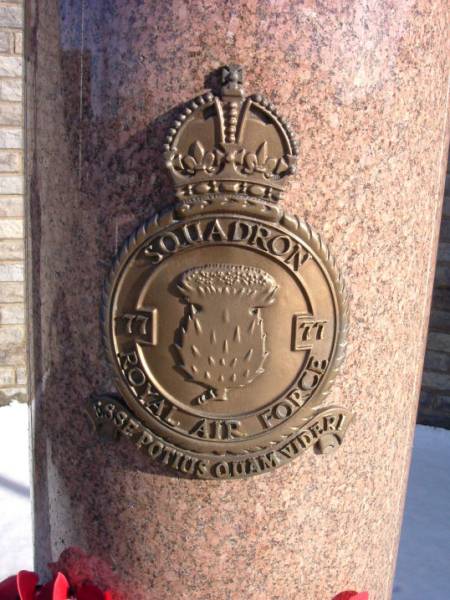 SQUADRON
77 77
ROYAL AIR FORCE
ESSE POTIUS QUAM VIDERI